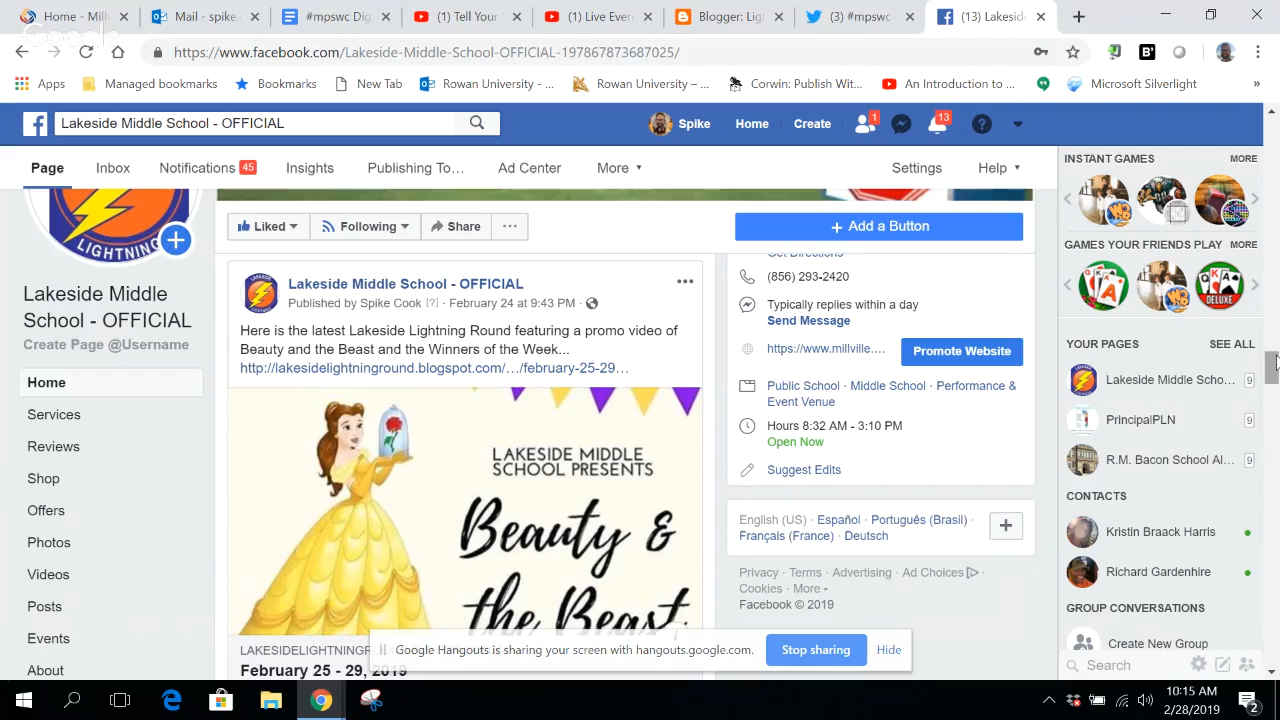 Home - Mill
Mail - spike
#mpswc Dig
(1) Tell Your
(1) Live Even
Blogger: Lig
(3) #mpswc
(13) Lakesid
Google
https://www.facebook.com/Lakeside-Middle-School-OFFICIAL-197867873687025/
Apps
Managed bookmarks
Bookmarks
New Tab
Rowan University - ...
Rowan University – ...
Corwin: Publish Wit...
An Introduction to ...
Microsoft Silverlight
Lakeside Middle School - OFFICIAL
Spike
Home
Create
1
13
Page
Inbox
Notifications 45
Insights
Publishing To…
Ad Center
More
Settings
Help
LIGHTNING
Lakeside Middle
School - OFFICIAL
Create Page @Username
Home
Services
Reviews
Shop
Offers
Photos
Videos
Posts
Events
About
Liked
Following
Share
...
+ Add a Button
Lakeside Middle School - OFFICIAL
Published by Spike Cook [?] · February 24 at 9:43 PM ·
Here is the latest Lakeside Lightning Round featuring a promo video of
Beauty and the Beast and the Winners of the Week...
http://lakesidelightninground.blogspot.com/…/february-25-29…
LAKESIDE MIDDLE
SCHOOL PRESENTS
Beauty &
the Beast
LAKESIDELIGHTNINGR
February 25 - 29, 2019
Get Directions
(856) 293-2420
Typically replies within a day
Send Message
https://www.millville....
Promote Website
Public School · Middle School · Performance &
Event Venue
Hours 8:32 AM - 3:10 PM
Open Now
Suggest Edits
English (US) · Español · Português (Brasil) ·
Français (France) · Deutsch
Privacy · Terms · Advertising · Ad Choices ·
Cookies · More
Facebook © 2019
Google Hangouts is sharing your screen with hangouts.google.com.
Stop sharing
Hide
INSTANT GAMES
MORE
GAMES YOUR FRIENDS PLAY
MORE
DELUXE
YOUR PAGES
SEE ALL
Lakeside Middle Scho...
9
PrincipalPLN
9
R.M. Bacon School Al...
9
CONTACTS
Kristin Braack Harris
Richard Gardenhire
GROUP CONVERSATIONS
Create New Group
Search
10:15 AM
2/28/2019
2